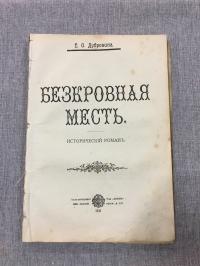 Е. О. Дубровина.
БЕЗКРОВНАЯ
МЕСТЬ.
ИСТОРИЧЕСКІЙ РОМАНЪ.